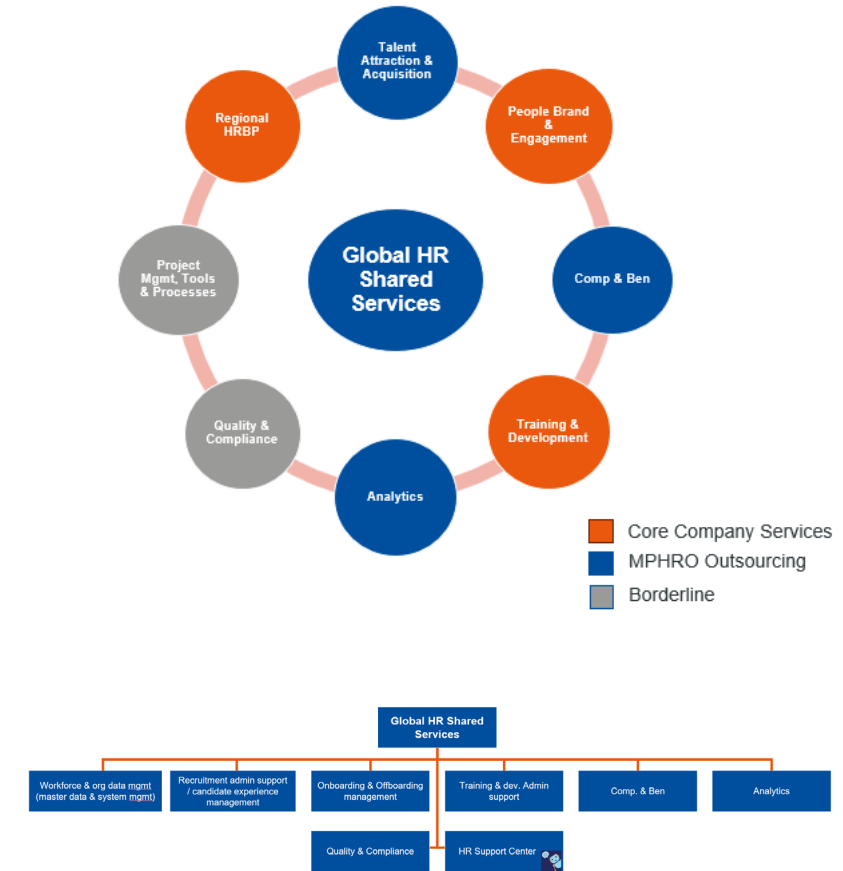 Talent
Attraction &
Acquisition
Regional
HRBP
People Brand
&
Engagement
Global HR
Shared
Services
Project
Mgmt, Tools
& Processes
Comp & Ben
Quality &
Compliance
Training &
Development
Analytics
Core Company Services
MPHRO Outsourcing
Borderline
Global HR Shared
Services
Workforce & org data mgmt
(master data & system mgmt)
Recruitment admin support
/ candidate experience
management
Onboarding & Offboarding
management
Training & dev. Admin
support
Comp. & Ben
Analytics
Quality & Compliance
HR Support Center